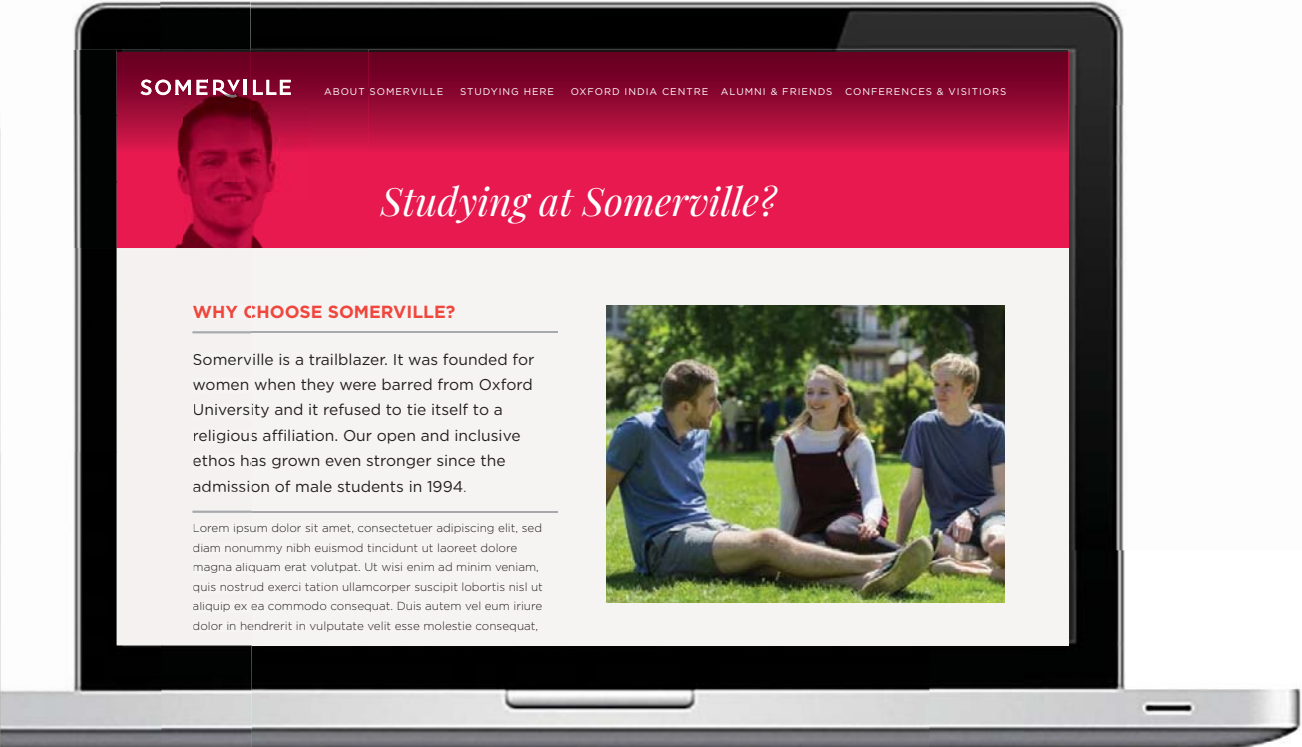 SOMERVILLE
ABOUT SOMERVILLE STUDYING HERE OXFORD INDIA CENTRE ALUMNI & FRIENDS CONFERENCES & VISITIORS
Studying at Somerville?
WHY CHOOSE SOMERVILLE?
Somerville is a trailblazer. It was founded for
women when they were barred from Oxford
University and it refused to tie itself to a
religious affiliation. Our open and inclusive
ethos has grown even stronger since the
admission of male students in 1994.
Lorem ipsum dolor sit amet, consectetuer adipiscing elit, sed
diam nonummy nibh euismod tincidunt ut laoreet dolore
magna aliquam erat volutpat. Ut wisi enim ad minim veniam,
quis nostrud exerci tation ullamcorper suscipit lobortis nisl ut
aliquip ex ea commodo consequat. Duis autem vel eum iriure
dolor in hendrerit in vulputate velit esse molestie consequat,